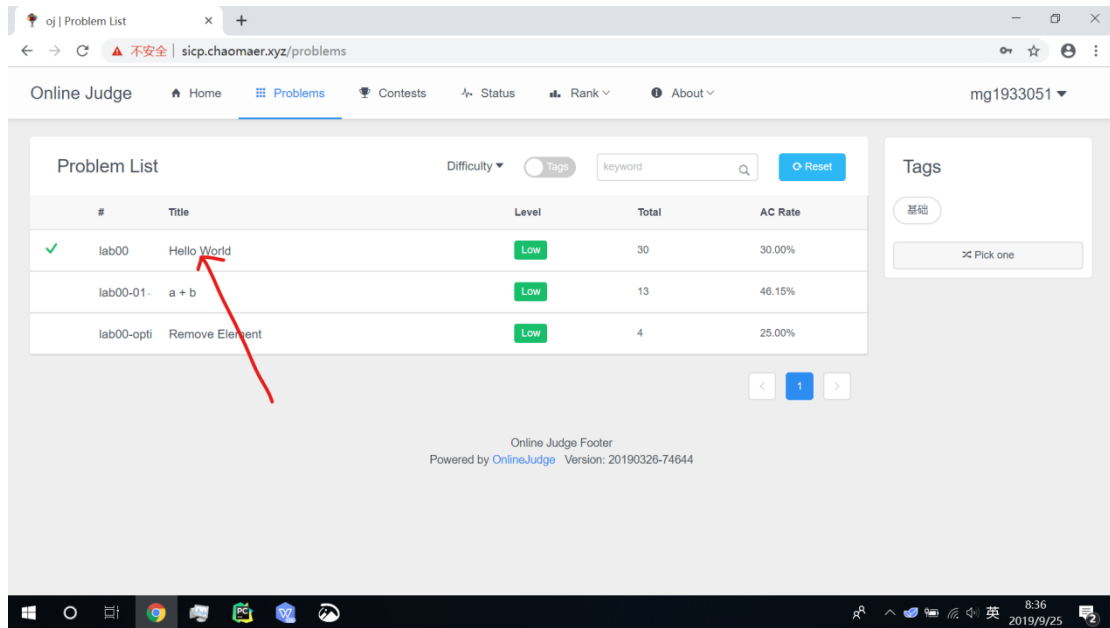 oj | Problem List
不安全 | sicp.chaomaer.xyz/problems
Online Judge Home Problems Contests Status Rank About mg1933051
Problem List Difficulty Tags keyword Reset
# Title Level Total AC Rate
lab00 Hello World Low 30 30.00%
lab00-01- a + b Low 13 46.15%
lab00-opti Remove Element Low 4 25.00%
1
Tags
基础
Pick one
Online Judge Footer
Powered by OnlineJudge Version: 20190326-74644
PC
英 8:36
2019/9/25
2